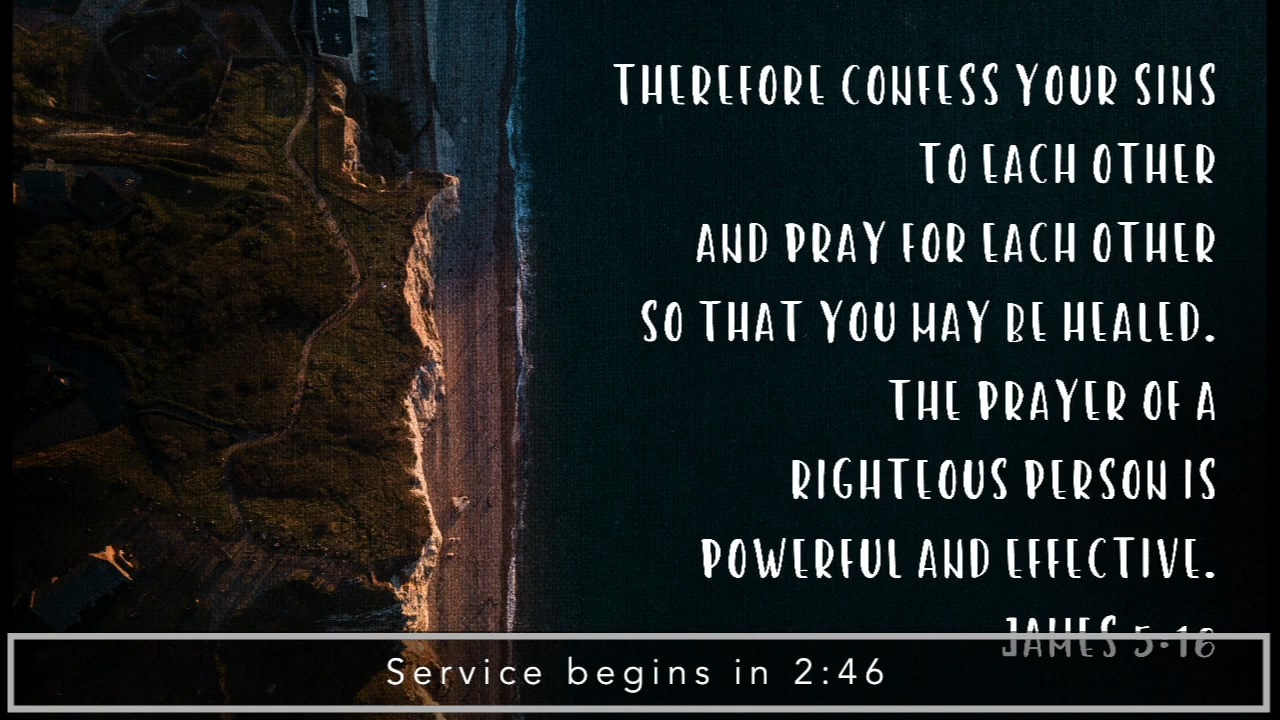 THEREFORE CONFESS YOUR SINS
TO EACH OTHER
AND PRAY FOR EACH OTHER
SO THAT YOU MAY BE HEALED.
THE PRAYER OF A
RIGHTEOUS PERSON IS
POWERFUL AND EFFECTIVE.
JAMES 5:16
Service begins in 2:46